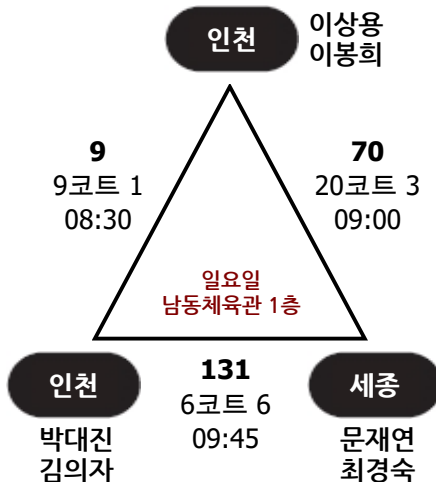 인천
이상용
이봉희
9
9코트 1
08:30
70
20코트 3
09:00
일요일
남동체육관 1층
인천
박대진
김의자
131
6코트 6
09:45
세종
문재연
최경숙